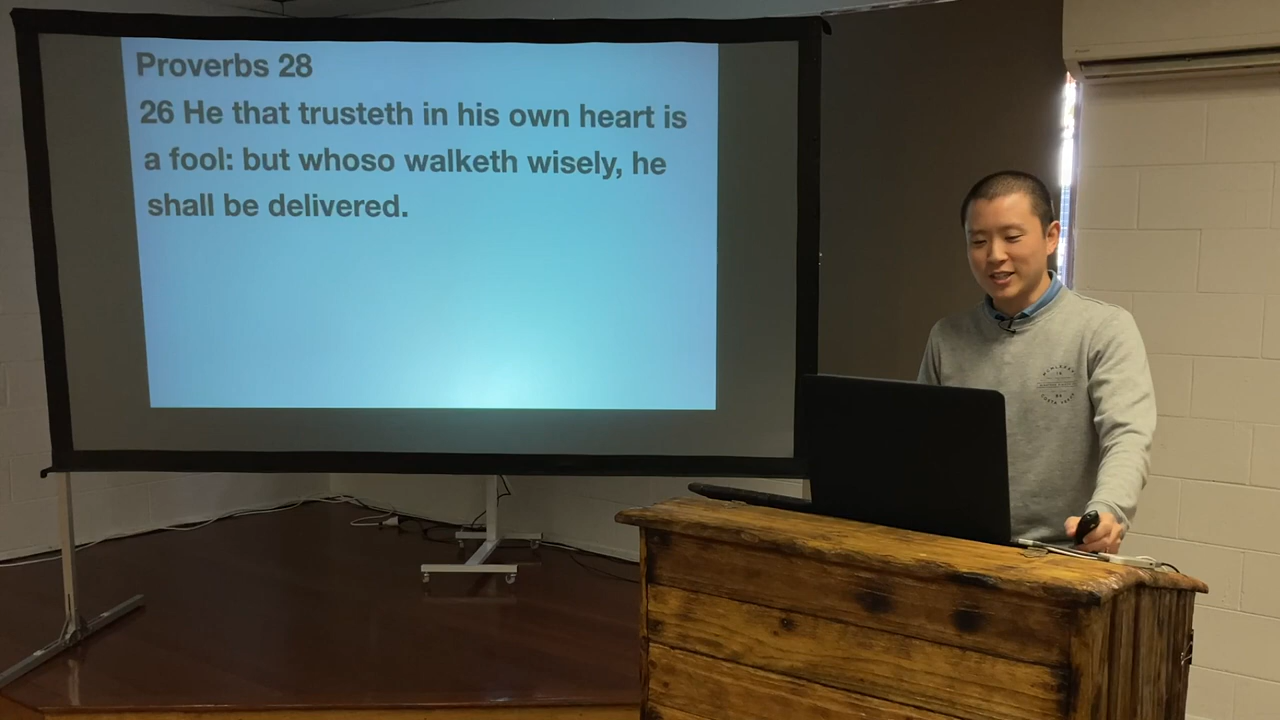 Proverbs 28
26 He that trusteth in his own heart is
a fool: but whoso walketh wisely, he
shall be delivered.